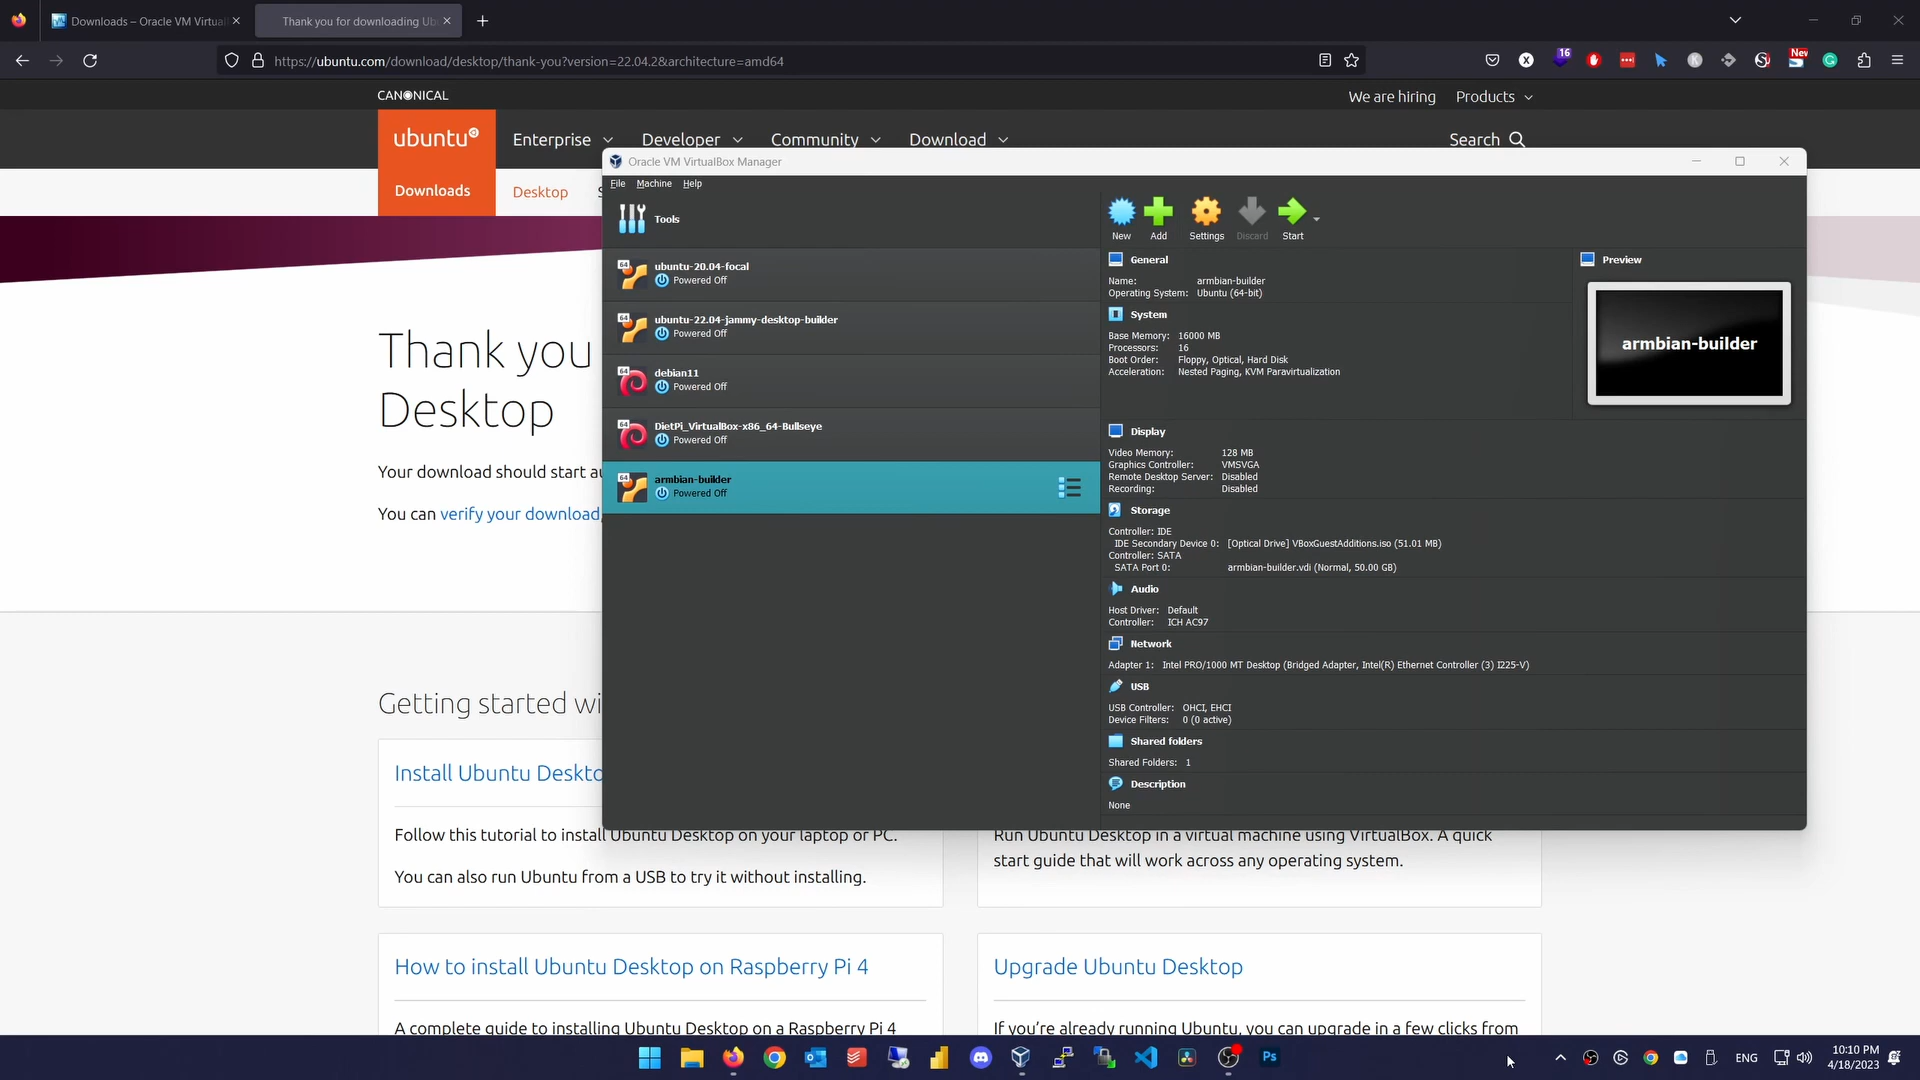 Downloads – Oracle VM Virtual
Thank you for downloading Ub
https://ubuntu.com/download/desktop/thank-you?version=22.04.2&architecture=amd64
16
New
CANONICAL
We are hiring
Products
ubuntu
Enterprise
Developer
Community
Download
Search
Downloads
Desktop
Thank you
Desktop
Your download should start au
You can verify your download,
Getting started wi
Install Ubuntu Deskto
Follow this tutorial to install Ubuntu Desktop on your laptop or PC.
You can also run Ubuntu from a USB to try it without installing.
Run Ubuntu Desktop in a virtual machine using VirtualBox. A quick
start guide that will work across any operating system.
How to install Ubuntu Desktop on Raspberry Pi 4
A complete guide to installing Ubuntu Desktop on a Raspberry Pi 4
Upgrade Ubuntu Desktop
If you’re already running Ubuntu, you can upgrade in a few clicks from
Oracle VM VirtualBox Manager
File Machine Help
Tools
64
ubuntu-20.04-focal
Powered Off
64
ubuntu-22.04-jammy-desktop-builder
Powered Off
64
debian11
Powered Off
64
DietPi_VirtualBox-x86_64-Bullseye
Powered Off
64
armbian-builder
Powered Off
New
Add
Settings
Discard
Start
General
Name: armbian-builder
Operating System: Ubuntu (64-bit)
System
Base Memory: 16000 MB
Processors: 16
Boot Order: Floppy, Optical, Hard Disk
Acceleration: Nested Paging, KVM Paravirtualization
Preview
armbian-builder
Display
Video Memory: 128 MB
Graphics Controller: VMSVGA
Remote Desktop Server: Disabled
Recording: Disabled
Storage
Controller: IDE
IDE Secondary Device 0: [Optical Drive] VBoxGuestAdditions.iso (51.01 MB)
Controller: SATA
SATA Port 0: armbian-builder.vdi (Normal, 50.00 GB)
Audio
Host Driver: Default
Controller: ICH AC97
Network
Adapter 1: Intel PRO/1000 MT Desktop (Bridged Adapter, Intel(R) Ethernet Controller (3) I225-V)
USB
USB Controller: OHCI, EHCI
Device Filters: 0 (0 active)
Shared folders
Shared Folders: 1
Description
None
Ps
ENG
10:10 PM
4/18/2023